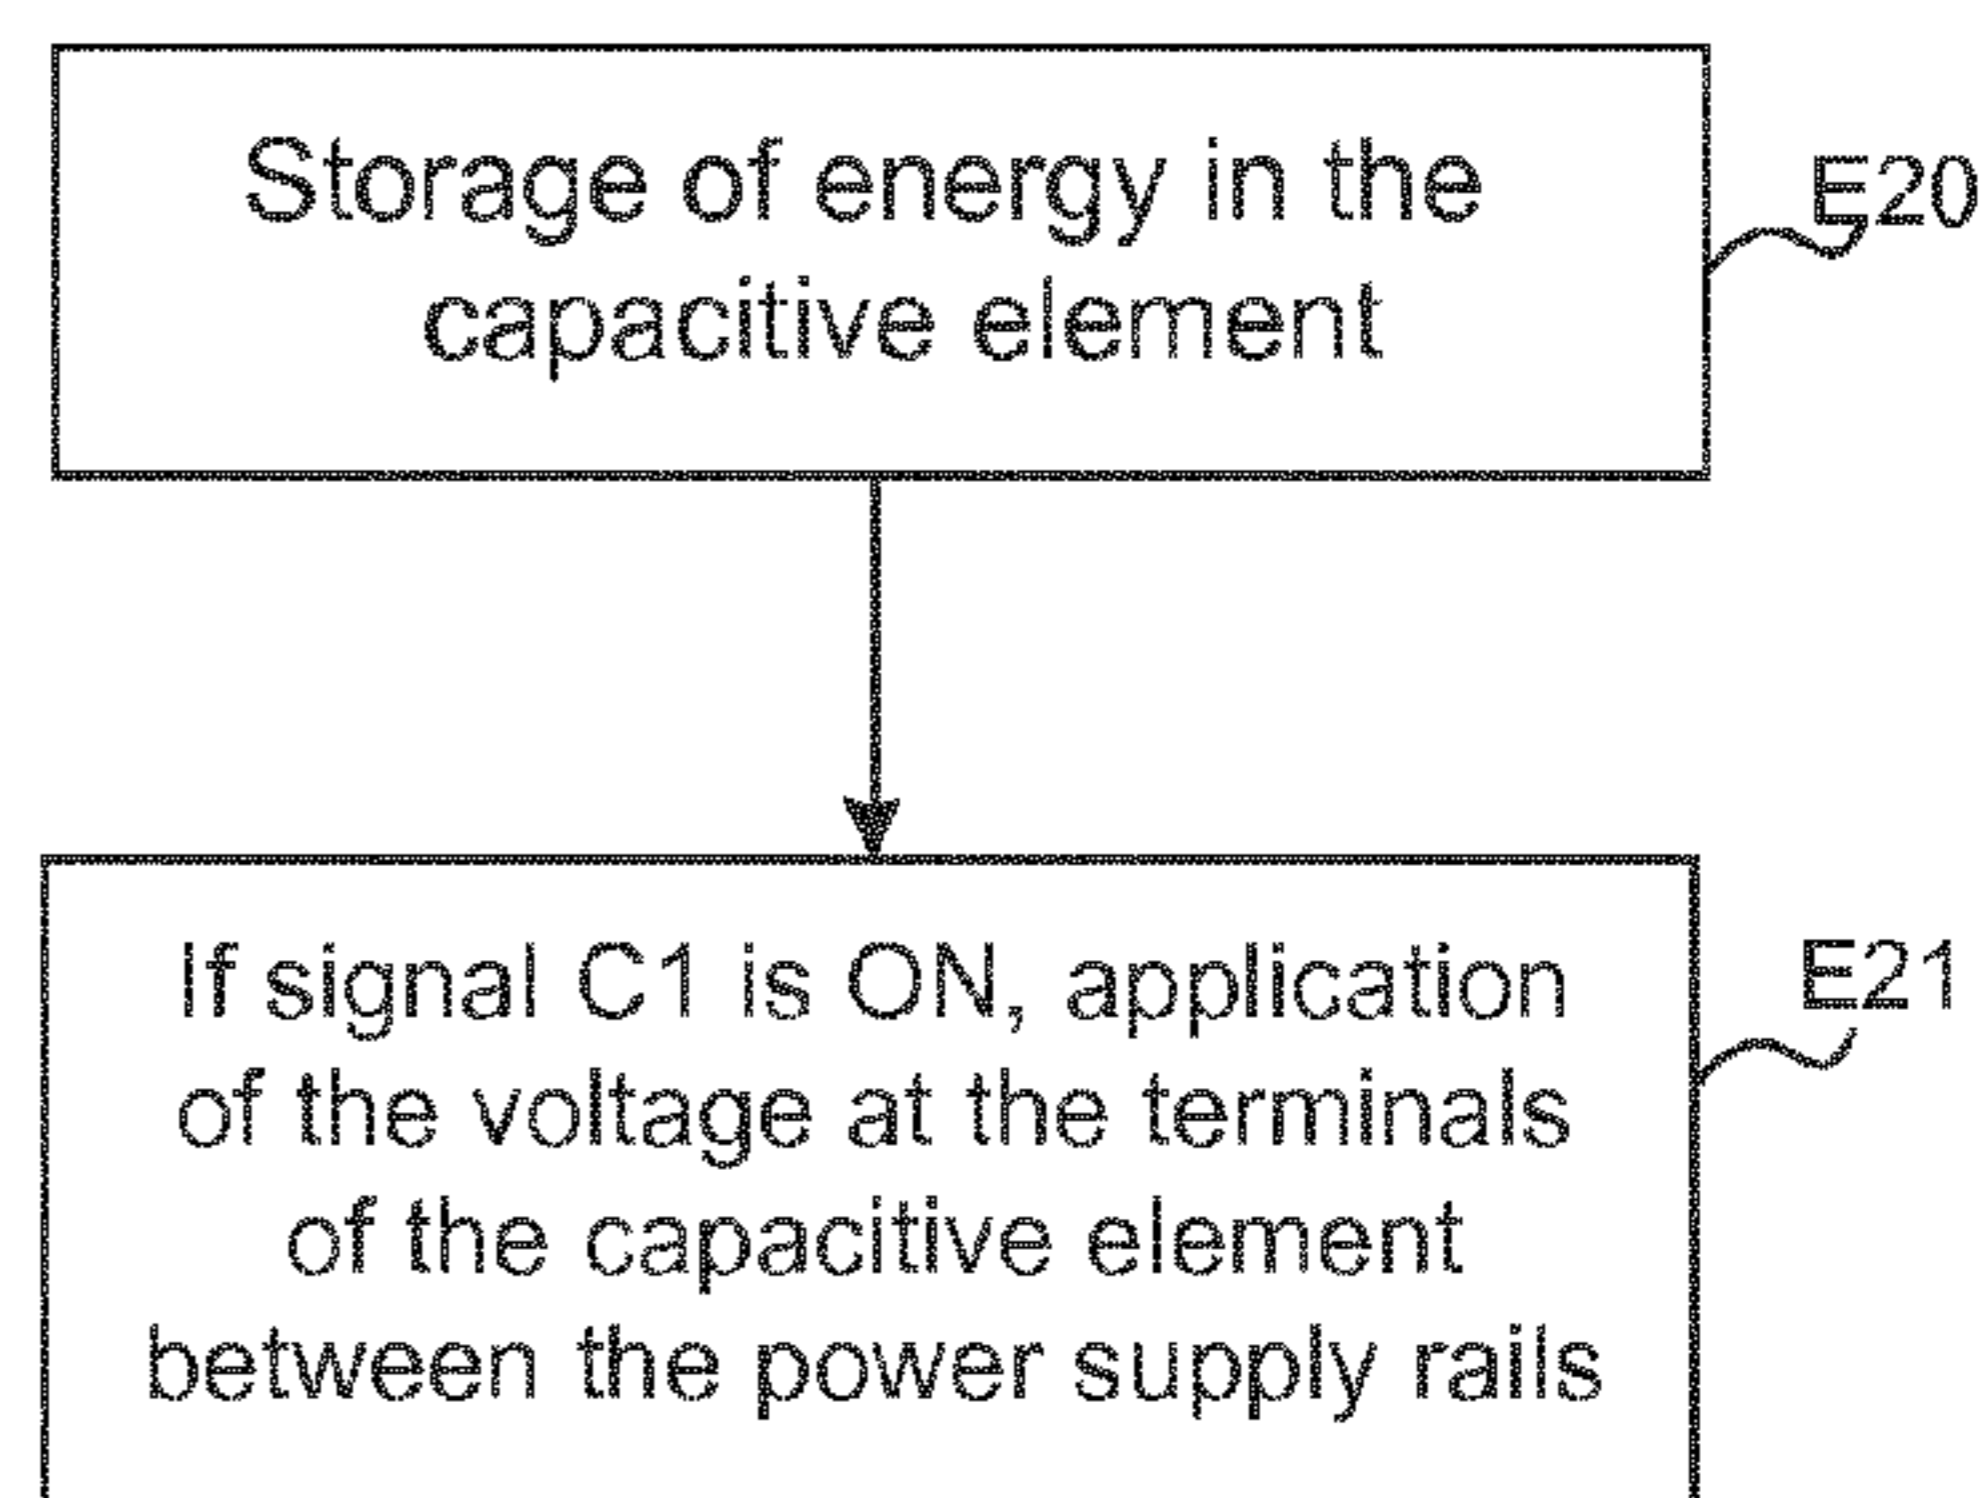 Storage of energy in the
capacitive element
E20
If signal C1 is ON, application
of the voltage at the terminals
of the capacitive element
between the power supply rails
E21